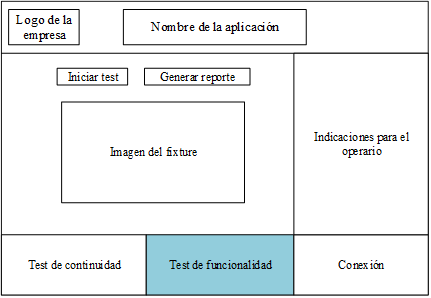 Logo de la
empresa
Nombre de la aplicación
Iniciar test
Generar reporte
Imagen del fixture
Indicaciones para el
operario
Test de continuidad
Test de funcionalidad
Conexión